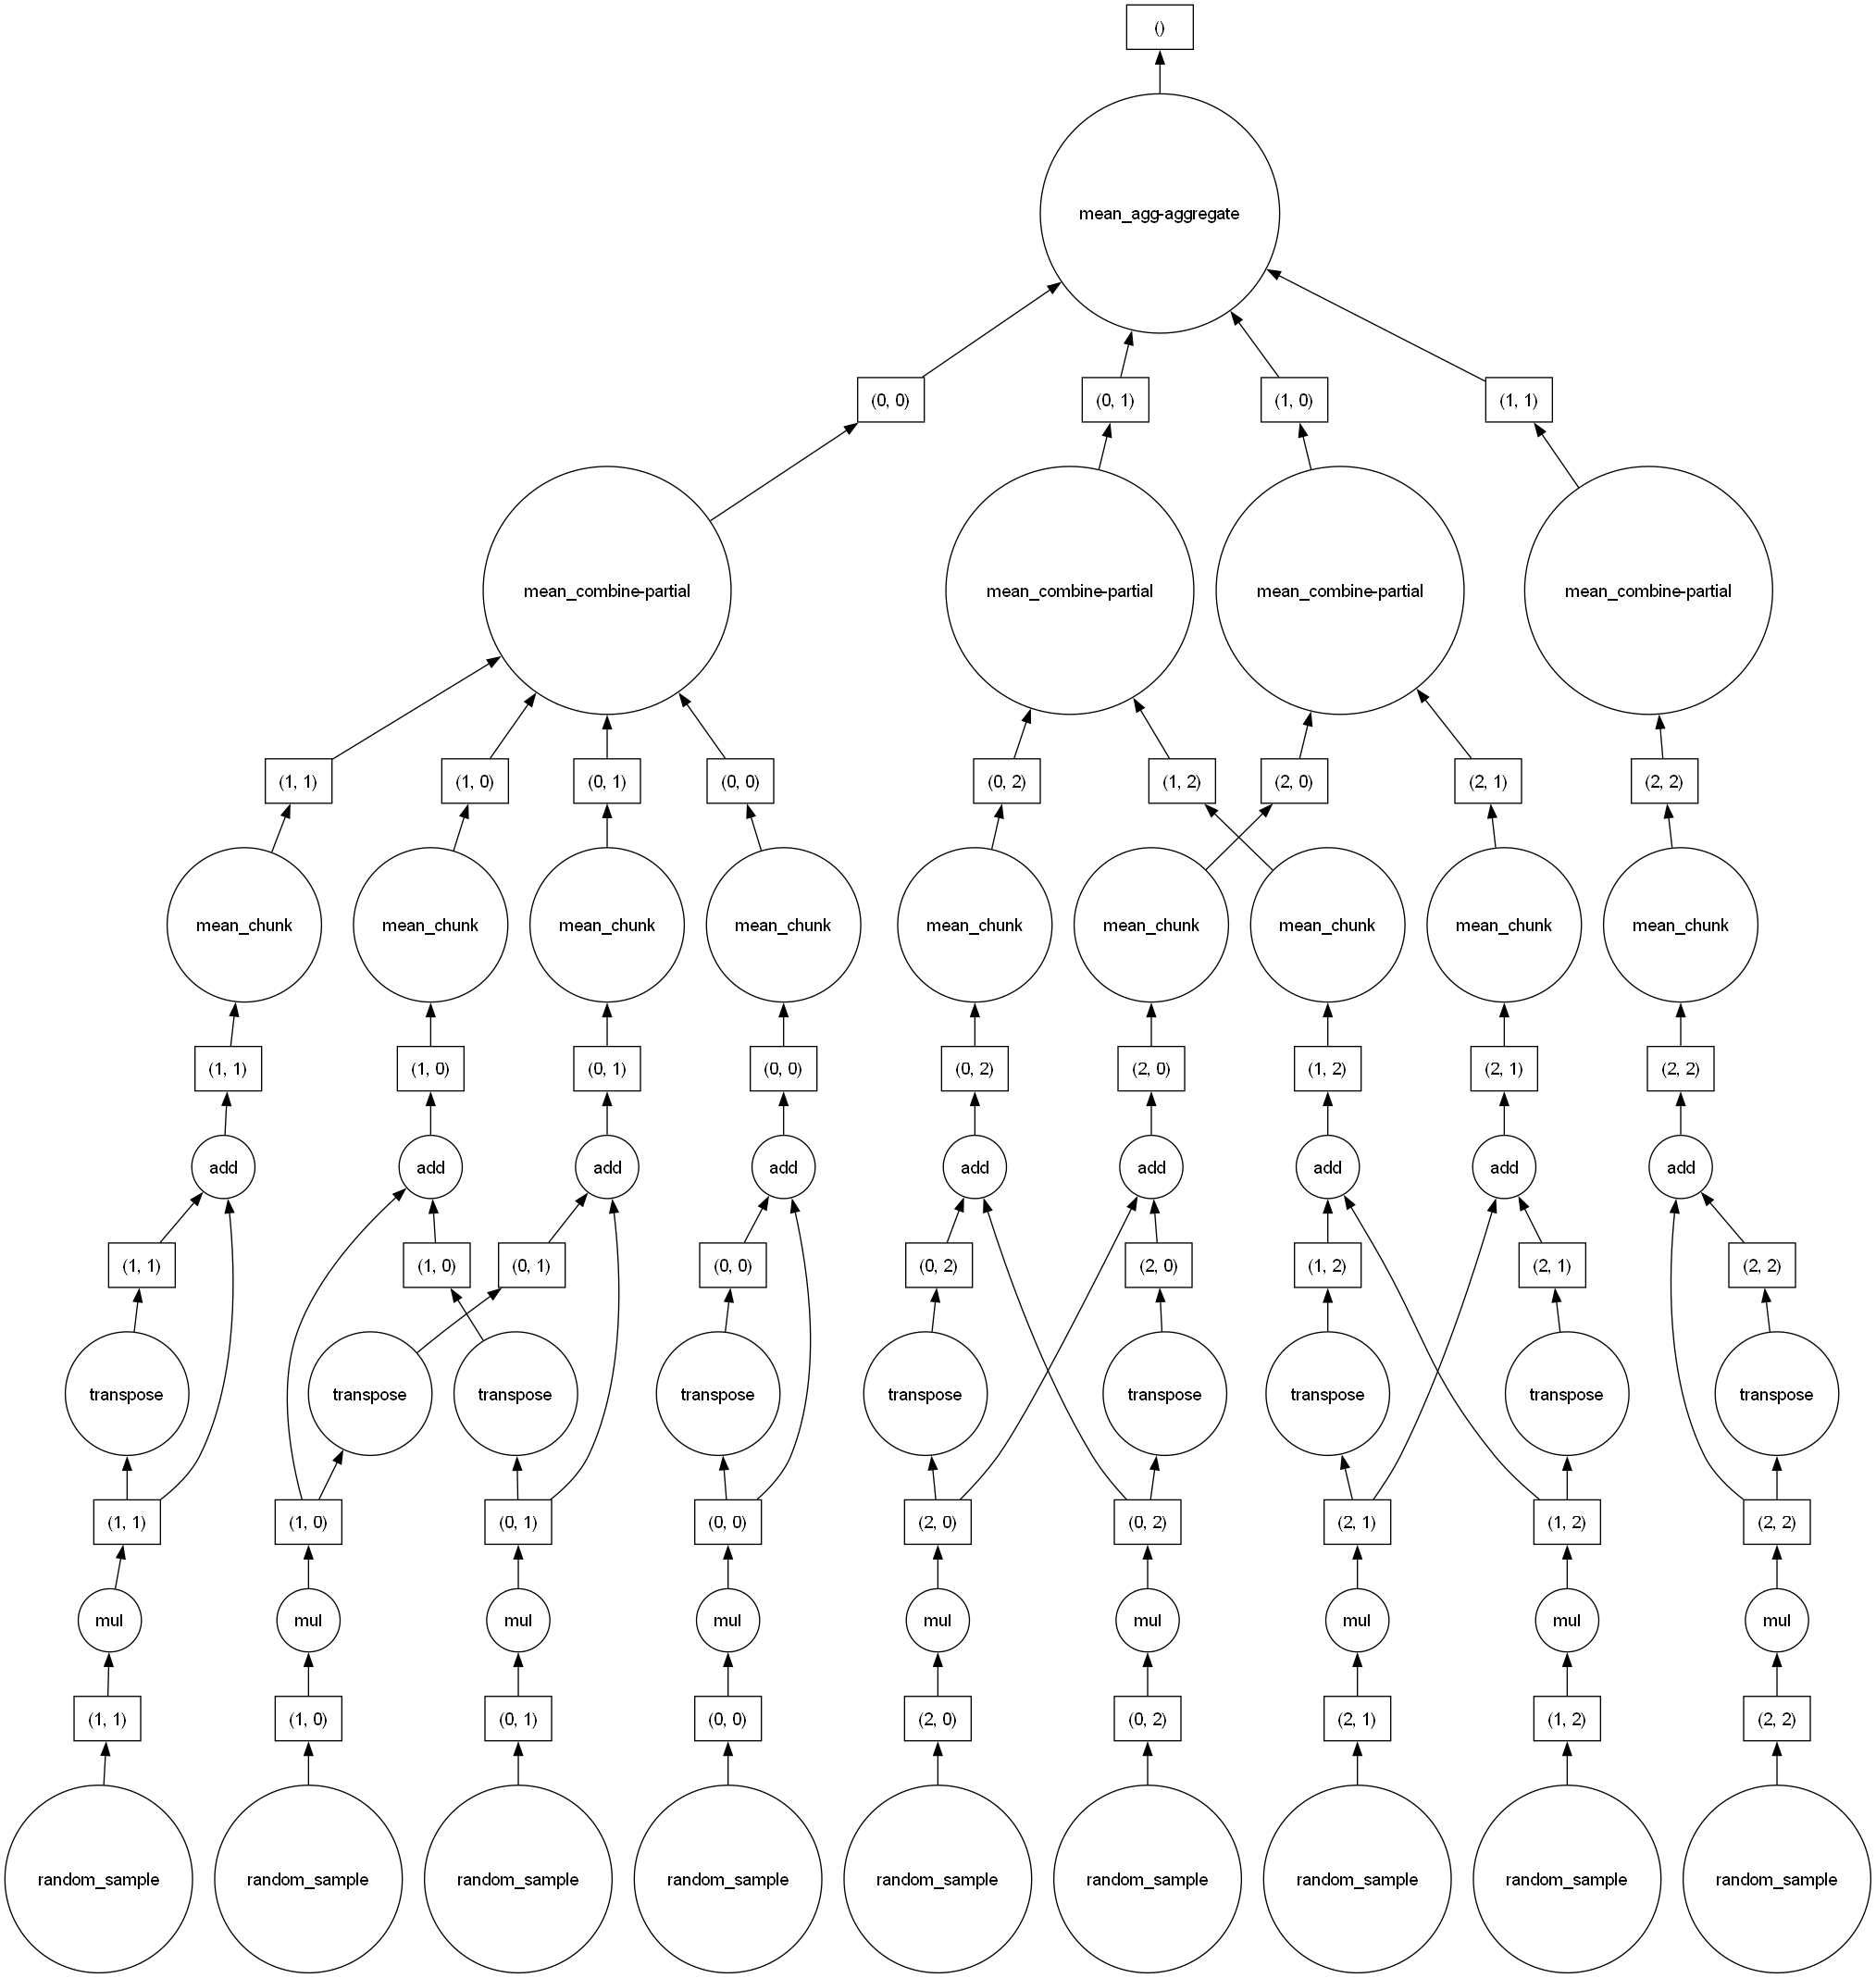 ()
mean_agg-aggregate
(0, 0)
(0, 1)
(1, 0)
(1, 1)
mean_combine-partial
mean_combine-partial
mean_combine-partial
mean_combine-partial
(1, 1)
(1, 0)
(0, 1)
(0, 0)
(0, 2)
(1, 2)
(2, 0)
(2, 1)
(2, 2)
mean_chunk
mean_chunk
mean_chunk
mean_chunk
mean_chunk
mean_chunk
mean_chunk
mean_chunk
mean_chunk
(1, 1)
(1, 0)
(0, 1)
(0, 0)
(0, 2)
(2, 0)
(1, 2)
(2, 1)
(2, 2)
add
add
add
add
add
add
add
add
add
(1, 1)
(1, 0)
(0, 1)
(0, 0)
(0, 2)
(2, 0)
(1, 2)
(2, 1)
(2, 2)
transpose
transpose
transpose
transpose
transpose
transpose
transpose
transpose
transpose
(1, 1)
(1, 0)
(0, 1)
(0, 0)
(2, 0)
(0, 2)
(2, 1)
(1, 2)
(2, 2)
mul
mul
mul
mul
mul
mul
mul
mul
mul
(1, 1)
(1, 0)
(0, 1)
(0, 0)
(2, 0)
(0, 2)
(2, 1)
(1, 2)
(2, 2)
random_sample
random_sample
random_sample
random_sample
random_sample
random_sample
random_sample
random_sample
random_sample